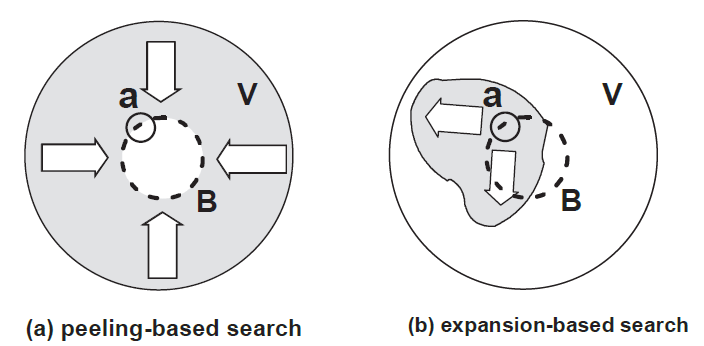 V
a
B
(a) peeling-based search
V
a
B
(b) expansion-based search